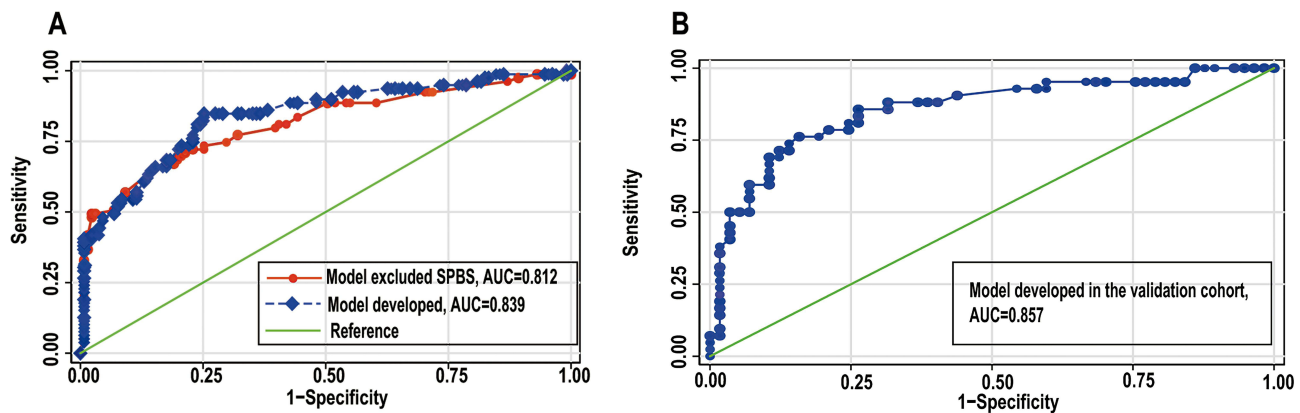 A
Sensitivity
1.00
0.75
0.50
0.25
0.00
0.00 0.25 0.50 0.75 1.00
1−Specificity
Model excluded SPBS, AUC=0.812
Model developed, AUC=0.839
Reference
B
Sensitivity
1.00
0.75
0.50
0.25
0.00
0.00 0.25 0.50 0.75 1.00
1−Specificity
Model developed in the validation cohort,
AUC=0.857